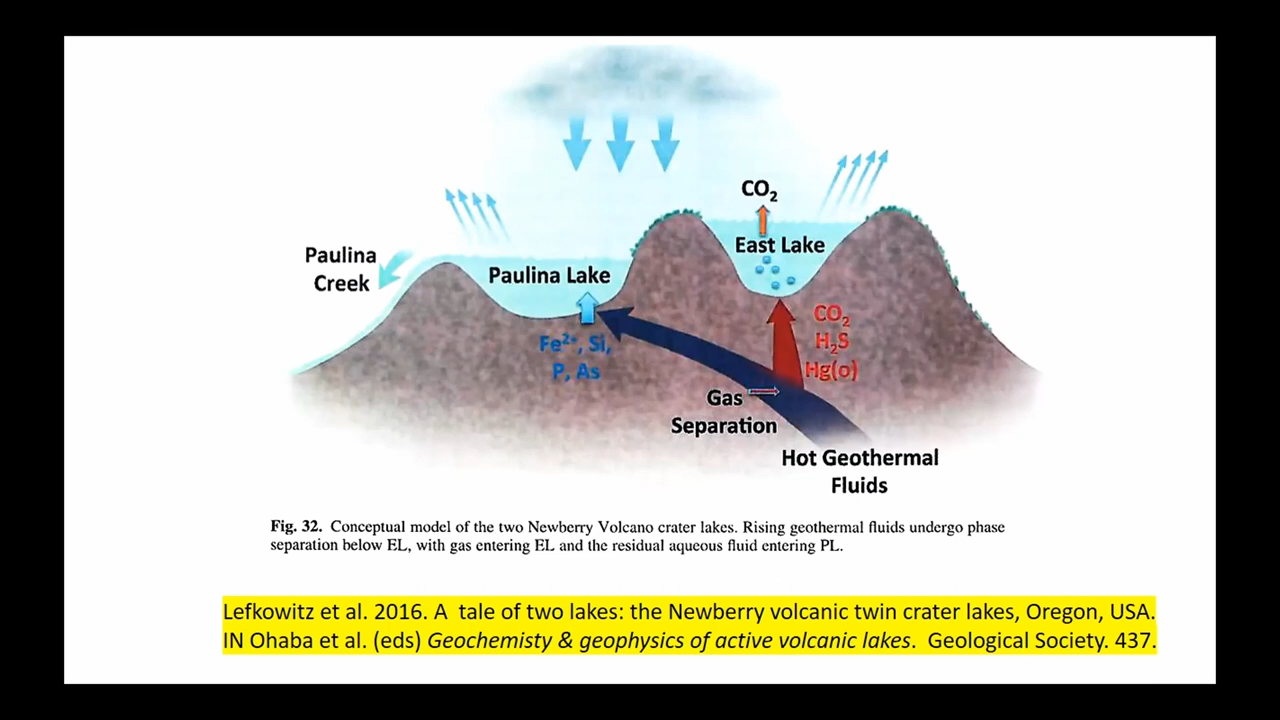 CO₂
East Lake
Paulina
Creek
Paulina Lake
CO₂
H₂S
Hg(o)
Fe²⁺, Si,
P, As
Gas
Separation
Hot Geothermal
Fluids
Fig. 32. Conceptual model of the two Newberry Volcano crater lakes. Rising geothermal fluids undergo phase
separation below EL, with gas entering EL and the residual aqueous fluid entering PL.
Lefkowitz et al. 2016. A tale of two lakes: the Newberry volcanic twin crater lakes, Oregon, USA.
IN Ohaba et al. (eds) Geochemisty & geophysics of active volcanic lakes. Geological Society. 437.